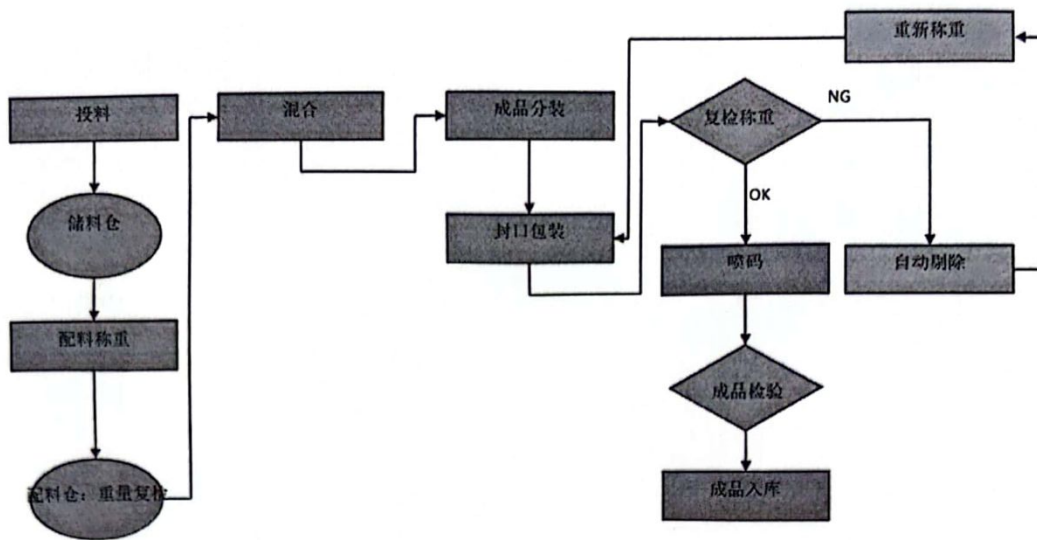 重新称重
投料
混合
成品分装
复检称重
NG
储料仓
OK
封口包装
喷码
自动剔除
配料称重
成品检验
配料仓：重量复检
成品入库